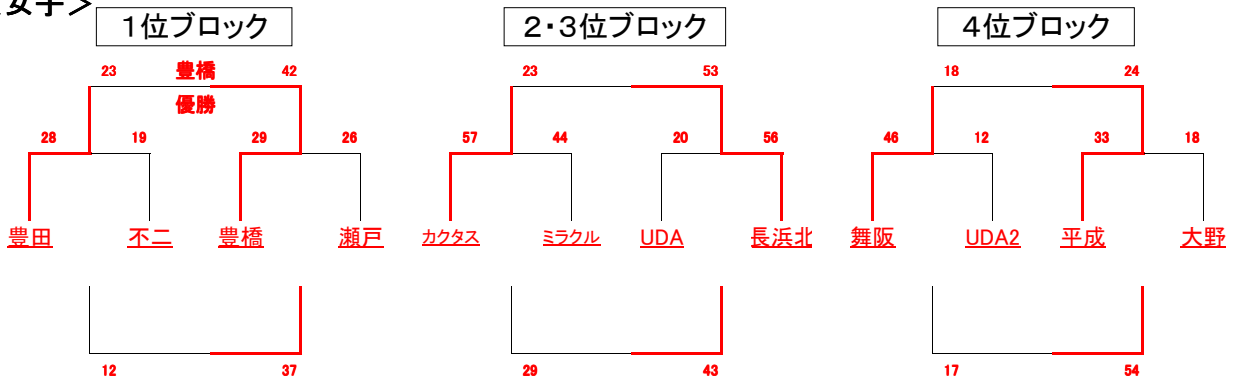 女子＞
１位ブロック ２・３位ブロック ４位ブロック
23 豊橋 42 23 53 18 24
優勝
28 19 29 26 57 44 20 56 46 12 33 18
豊田 不二 豊橋 瀬戸 カクタス ミラクル UDA 長浜北 舞阪 UDA2 平成 大野
12 37 29 43 17 54